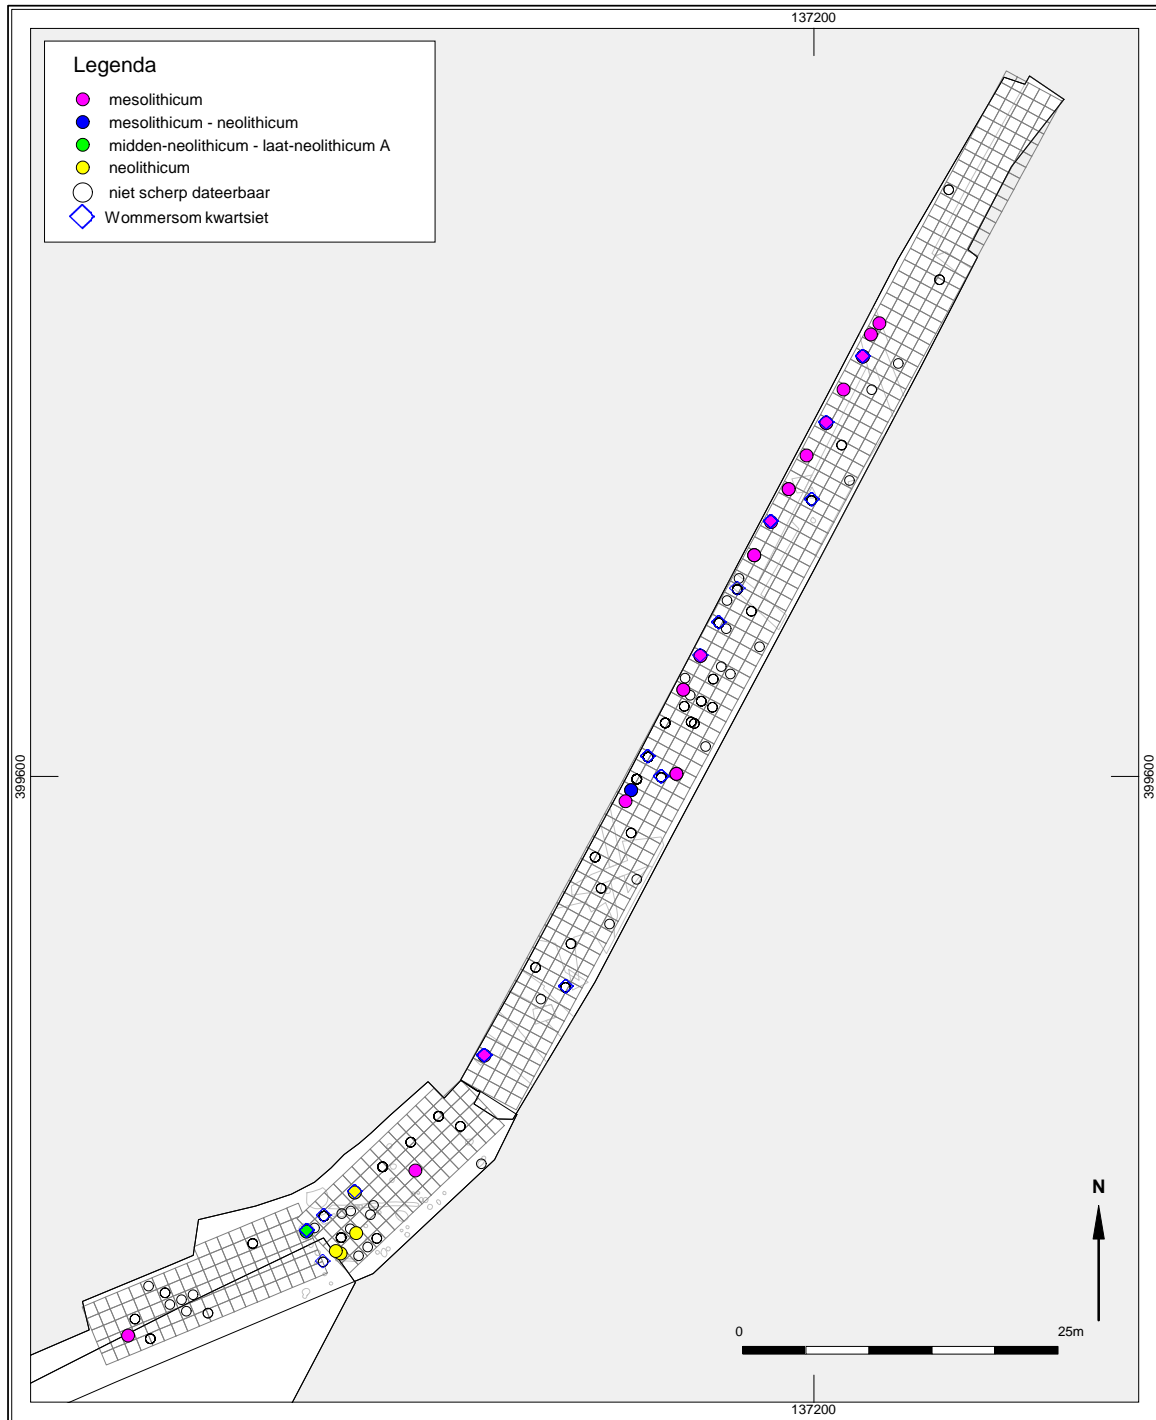 137200
Legenda
mesolithicum
mesolithicum - neolithicum
midden-neolithicum - laat-neolithicum A
neolithicum
niet scherp dateerbaar
Wommersom kwartsiet
399600
399600
N
0 25m
137200